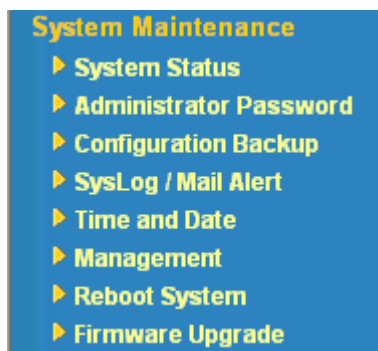 System Maintenance
System Status
Administrator Password
Configuration Backup
SysLog / Mail Alert
Time and Date
Management
Reboot System
Firmware Upgrade